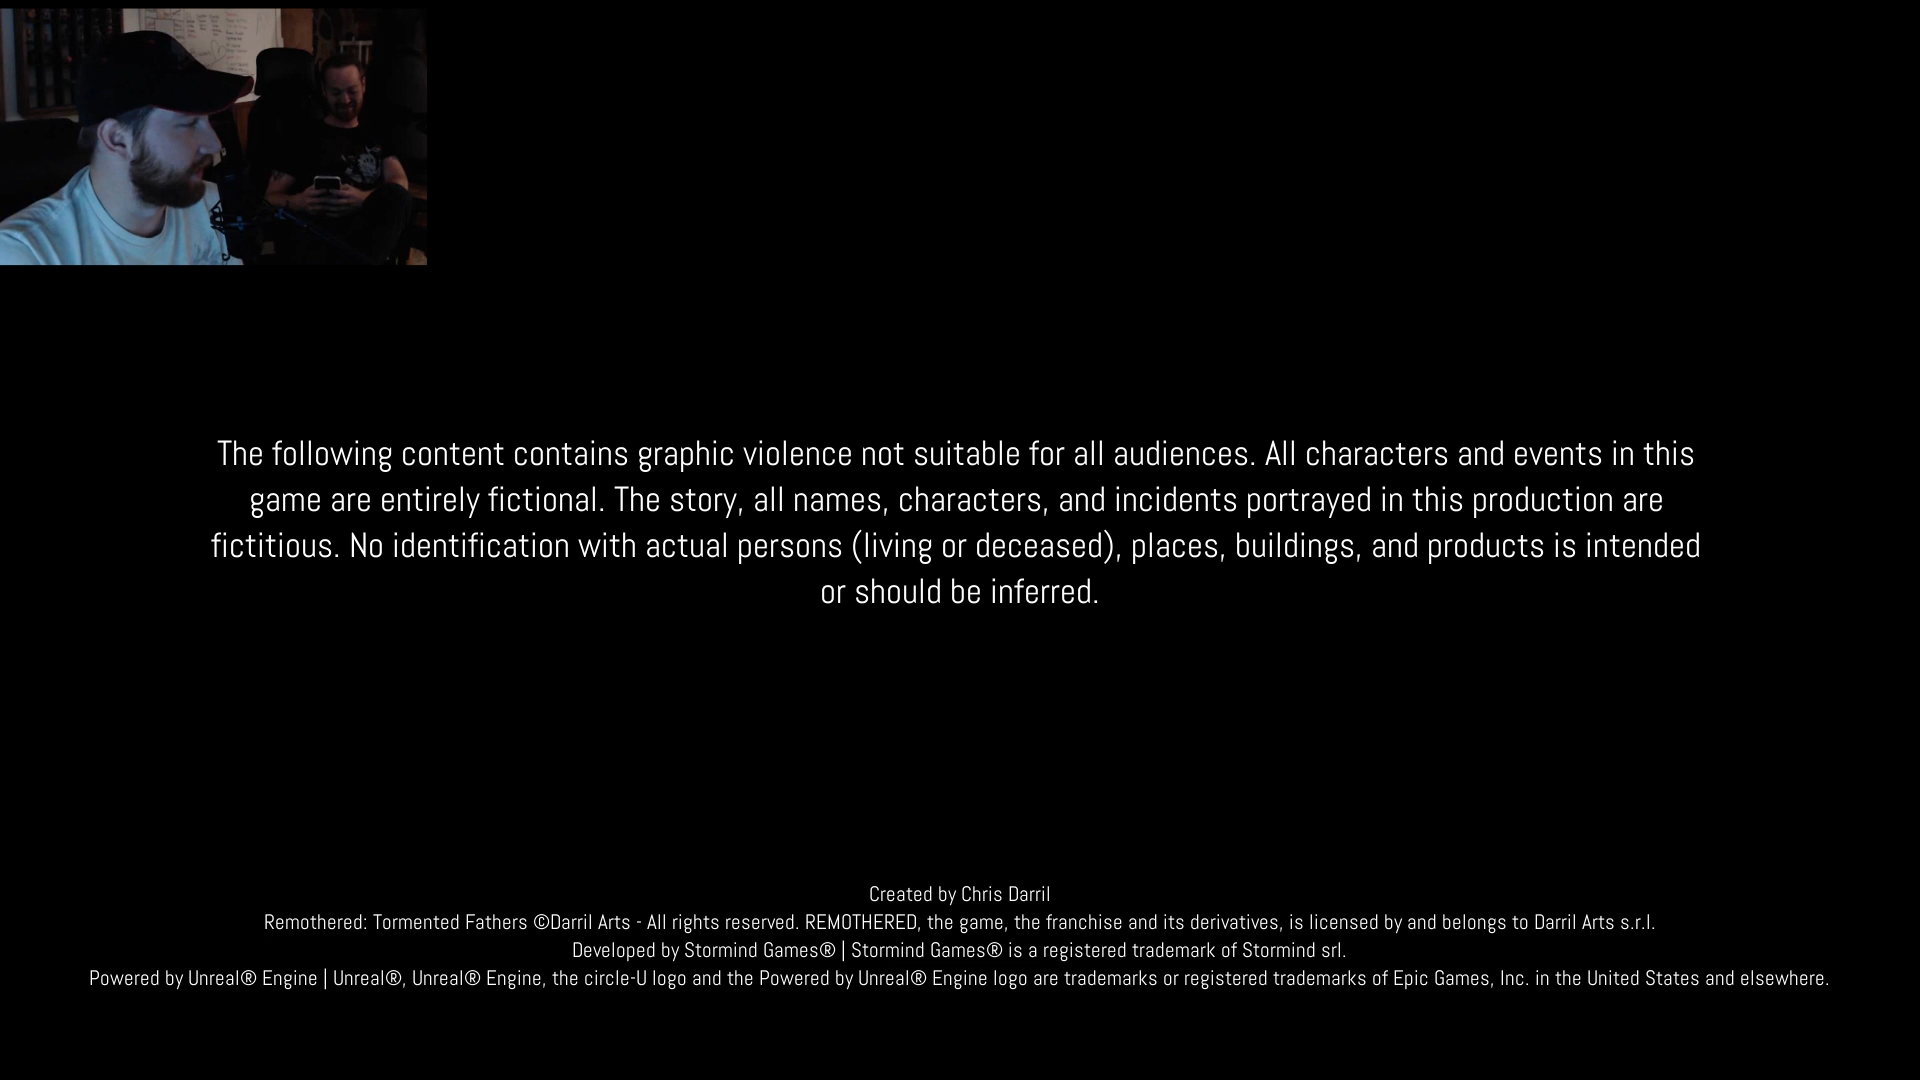 The following content contains graphic violence not suitable for all audiences. All characters and events in this
game are entirely fictional. The story, all names, characters, and incidents portrayed in this production are
fictitious. No identification with actual persons (living or deceased), places, buildings, and products is intended
or should be inferred.
Created by Chris Darril
Remothered: Tormented Fathers ©Darril Arts - All rights reserved. REMOTHERED, the game, the franchise and its derivatives, is licensed by and belongs to Darril Arts s.r.l.
Developed by Stormind Games® | Stormind Games® is a registered trademark of Stormind srl.
Powered by Unreal® Engine | Unreal®, Unreal® Engine, the circle-U logo and the Powered by Unreal® Engine logo are trademarks or registered trademarks of Epic Games, Inc. in the United States and elsewhere.